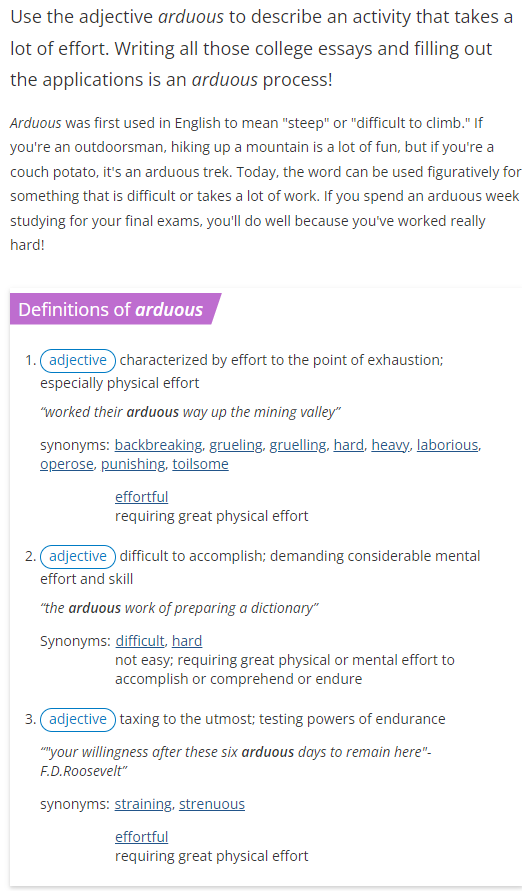 Use the adjective arduous to describe an activity that takes a
lot of effort. Writing all those college essays and filling out
the applications is an arduous process!
Arduous was first used in English to mean "steep" or "difficult to climb." If
you're an outdoorsman, hiking up a mountain is a lot of fun, but if you're a
couch potato, it's an arduous trek. Today, the word can be used figuratively for
something that is difficult or takes a lot of work. If you spend an arduous week
studying for your final exams, you'll do well because you've worked really
hard!
Definitions of arduous
1. adjective characterized by effort to the point of exhaustion;
especially physical effort
“worked their arduous way up the mining valley”
synonyms: backbreaking, grueling, gruelling, hard, heavy, laborious,
operose, punishing, toilsome
effortful
requiring great physical effort
2. adjective difficult to accomplish; demanding considerable mental
effort and skill
“the arduous work of preparing a dictionary”
Synonyms: difficult, hard
not easy; requiring great physical or mental effort to
accomplish or comprehend or endure
3. adjective taxing to the utmost; testing powers of endurance
“"your willingness after these six arduous days to remain here"-
F.D.Roosevelt”
synonyms: straining, strenuous
effortful
requiring great physical effort